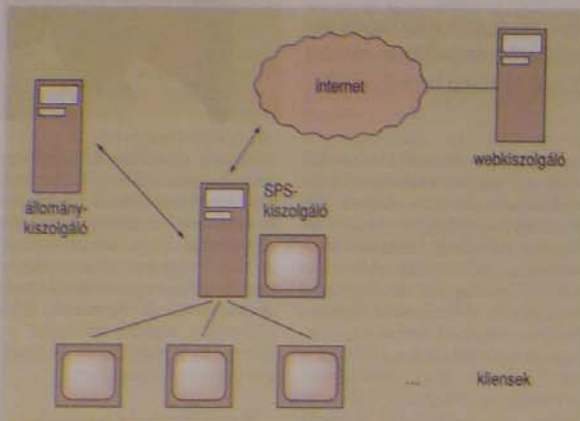 internet
webkiszolgáló
állomány-
kiszolgáló
SPS-
kiszolgáló
...
kliensek